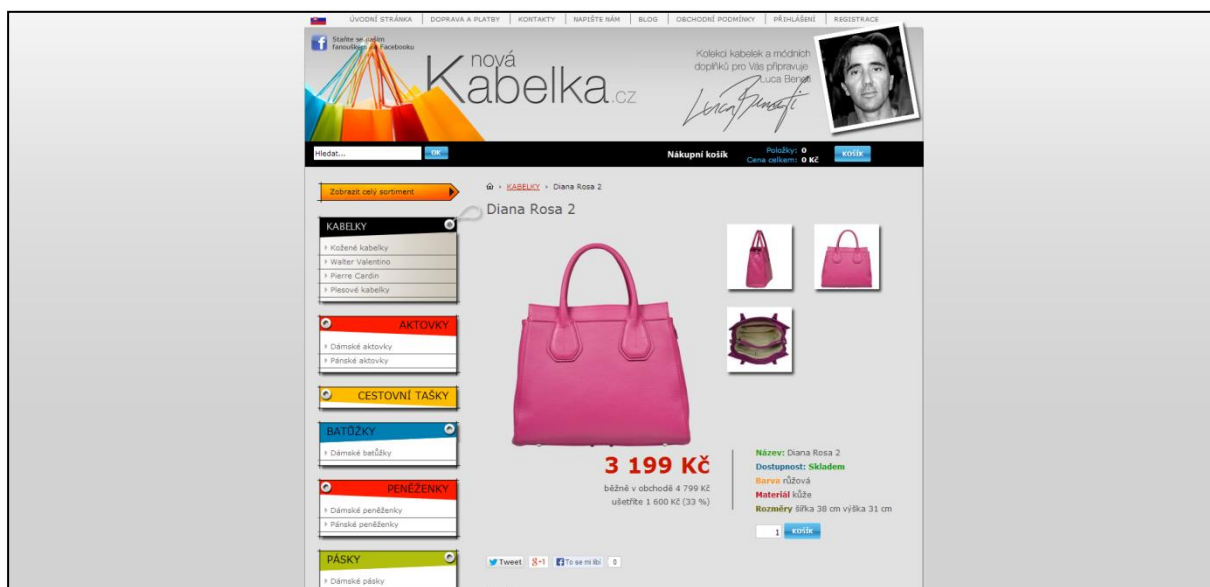 ÚVODNÍ STRÁNKA | DOPRAVA A PLATBY | KONTAKTY | NAPIŠTE NÁM | BLOG | OBCHODNÍ PODMÍNKY | PŘIHLÁŠENÍ | REGISTRACE
Staňte se naším
fanouškem na Facebooku
nová
Kabelka.cz
Kolekci kabelek a módních
doplňků pro Vás připravuje
Luca Benefi
Hledat...
OK
Nákupní košík
Položky: 0
Cena celkem: 0 Kč
KOŠÍK
Zobrazit celý sortiment
KABELKY
Kožené kabelky
Walter Valentino
Pierre Cardin
Plesové kabelky
AKTOVKY
Dámské aktovky
Pánské aktovky
CESTOVNÍ TAŠKY
BATŮŽKY
Dámské batůžky
PENĚŽENKY
Dámské peněženky
Pánské peněženky
PÁSKY
Dámské pásky
KABELKY › Diana Rosa 2
Diana Rosa 2
3 199 Kč
běžně v obchodě 4 799 Kč
ušetříte 1 600 Kč (33 %)
Název: Diana Rosa 2
Dostupnost: Skladem
Barva růžová
Materiál kůže
Rozměry šířka 38 cm výška 31 cm
1 KOŠÍK
Tweet
g+1
To se mi líbí
0